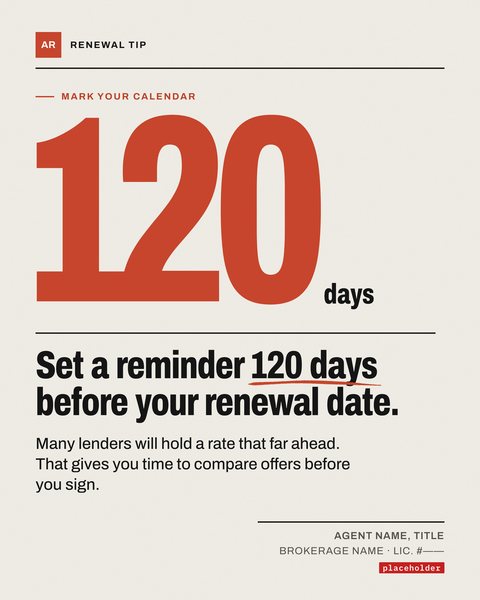 AR RENEWAL TIP
MARK YOUR CALENDAR
120
days
Set a reminder 120 days
before your renewal date.
Many lenders will hold a rate that far ahead.
That gives you time to compare offers before
you sign.
AGENT NAME, TITLE
BROKERAGE NAME · LIC. #——
placeholder